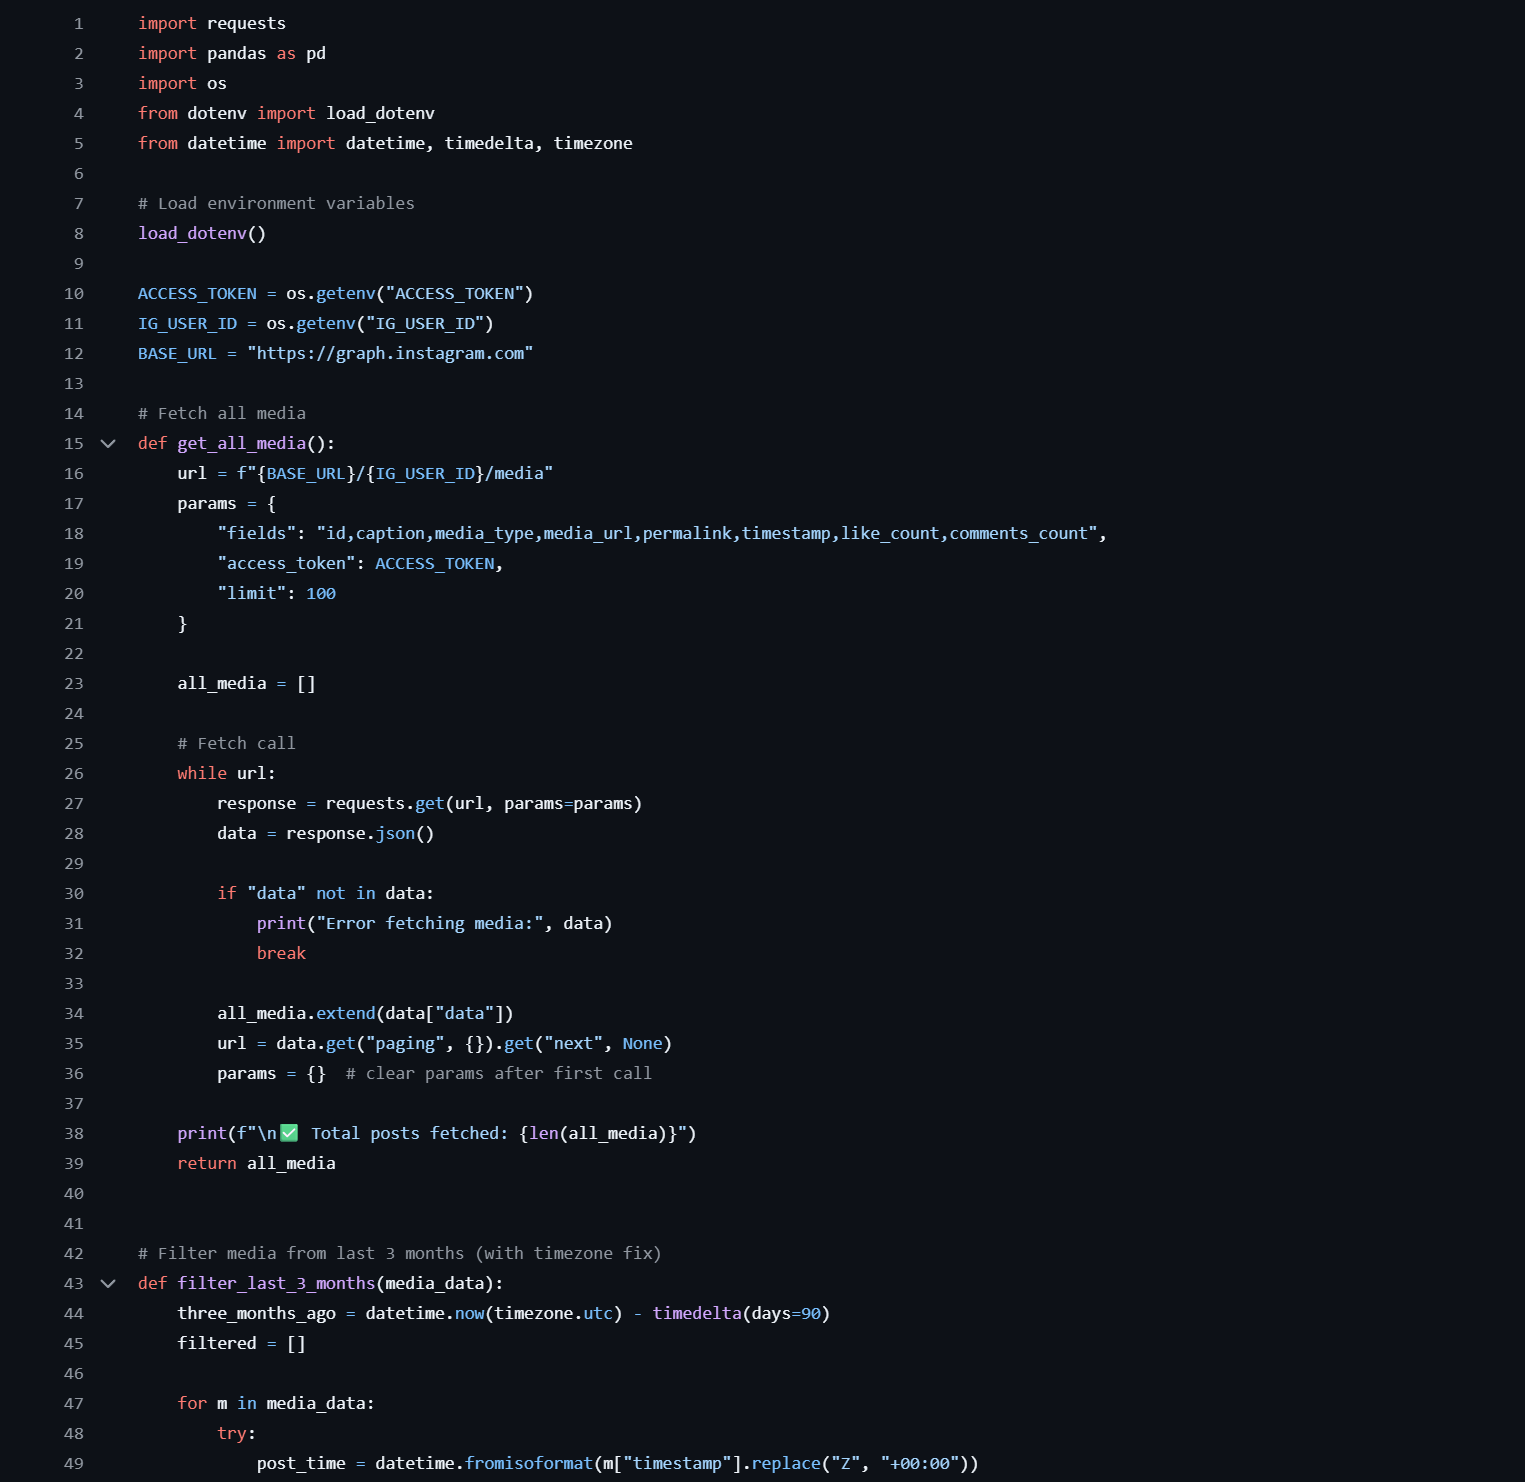 1 import requests
2 import pandas as pd
3 import os
4 from dotenv import load_dotenv
5 from datetime import datetime, timedelta, timezone
6
7 # Load environment variables
8 load_dotenv()
9
10 ACCESS_TOKEN = os.getenv("ACCESS_TOKEN")
11 IG_USER_ID = os.getenv("IG_USER_ID")
12 BASE_URL = "https://graph.instagram.com"
13
14 # Fetch all media
15 def get_all_media():
16     url = f"{BASE_URL}/{IG_USER_ID}/media"
17     params = {
18         "fields": "id,caption,media_type,media_url,permalink,timestamp,like_count,comments_count",
19         "access_token": ACCESS_TOKEN,
20         "limit": 100
21     }
22
23     all_media = []
24
25     # Fetch call
26     while url:
27         response = requests.get(url, params=params)
28         data = response.json()
29
30         if "data" not in data:
31             print("Error fetching media:", data)
32             break
33
34         all_media.extend(data["data"])
35         url = data.get("paging", {}).get("next", None)
36         params = {}  # clear params after first call
37
38     print(f"\n✅ Total posts fetched: {len(all_media)}")
39     return all_media
40
41
42 # Filter media from last 3 months (with timezone fix)
43 def filter_last_3_months(media_data):
44     three_months_ago = datetime.now(timezone.utc) - timedelta(days=90)
45     filtered = []
46
47     for m in media_data:
48         try:
49             post_time = datetime.fromisoformat(m["timestamp"].replace("Z", "+00:00"))